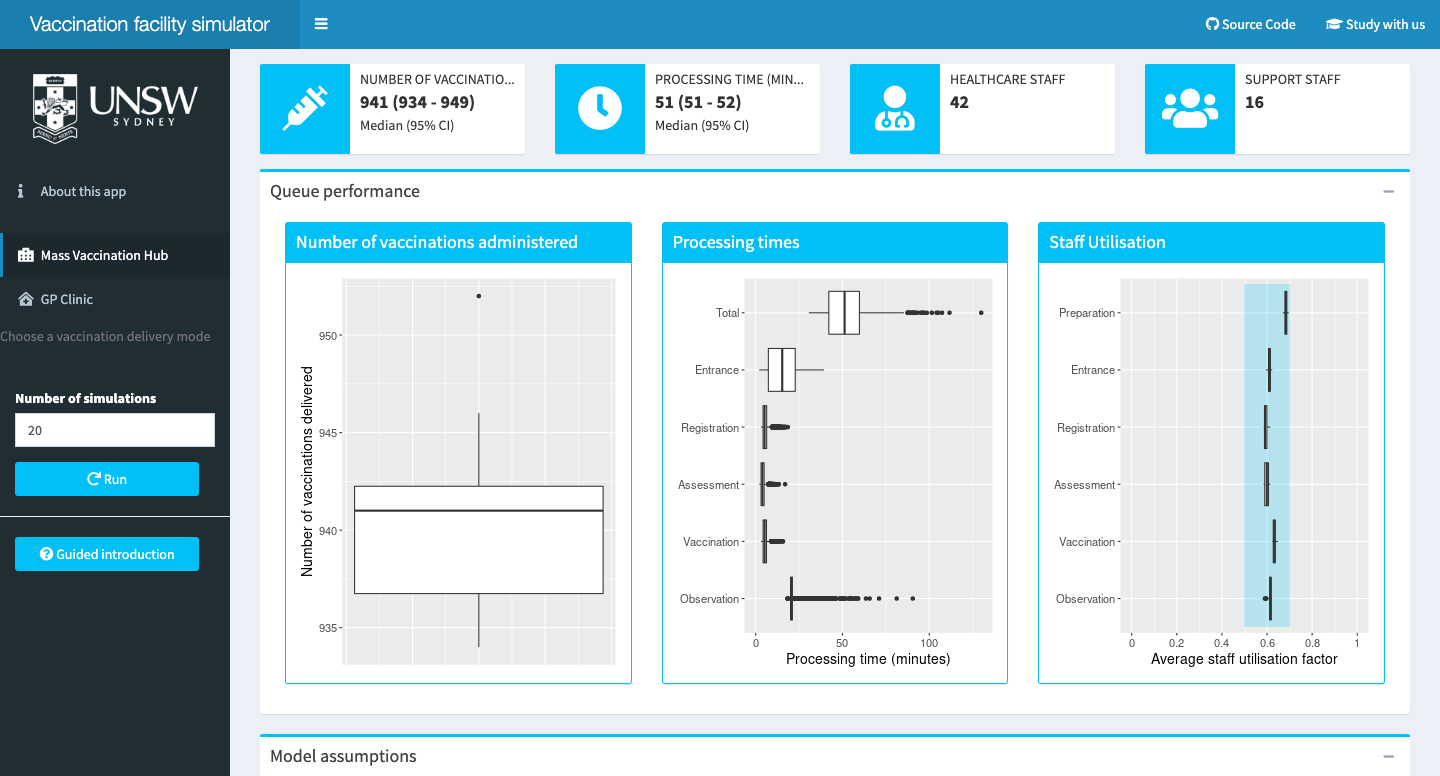 Vaccination facility simulator
Source Code
Study with us
UNSW
SYDNEY
About this app
Mass Vaccination Hub
GP Clinic
Choose a vaccination delivery mode
Number of simulations
20
Run
Guided introduction
NUMBER OF VACCINATIO...
941 (934 - 949)
Median (95% CI)
PROCESSING TIME (MIN...
51 (51 - 52)
Median (95% CI)
HEALTHCARE STAFF
42
SUPPORT STAFF
16
Queue performance
Number of vaccinations administered
Number of vaccinations delivered
950
945
940
935
Processing times
Total
Entrance
Registration
Assessment
Vaccination
Observation
0 50 100
Processing time (minutes)
Staff Utilisation
Preparation
Entrance
Registration
Assessment
Vaccination
Observation
0 0.2 0.4 0.6 0.8 1
Average staff utilisation factor
Model assumptions